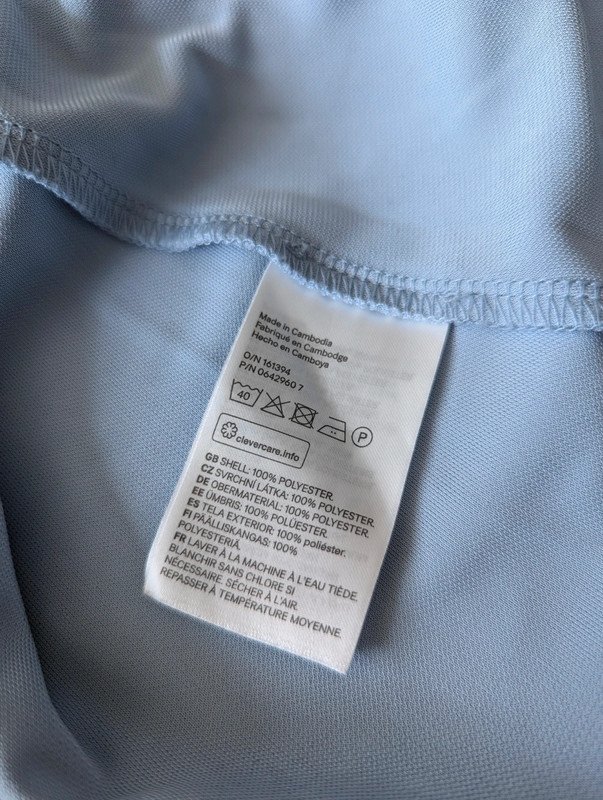 Made in Cambodia
Fabriqué en Cambodge
Hecho en Camboya
O/N 161394
P/N 0642960 7
40 P
clevercare.info
GB SHELL: 100% POLYESTER.
CZ SVRCHNÍ LÁTKA: 100% POLYESTER.
DE OBERMATERIAL: 100% POLYESTER.
EE ÜMBRIS: 100% POLÜESTER.
ES TELA EXTERIOR: 100% poliéster.
FI PÄÄLLISKANGAS: 100%
POLYESTERIÄ.
FR LAVER À LA MACHINE À L'EAU TIÈDE.
BLANCHIR SANS CHLORE SI
NÉCESSAIRE. SÉCHER À L'AIR.
REPASSER À TEMPÉRATURE MOYENNE